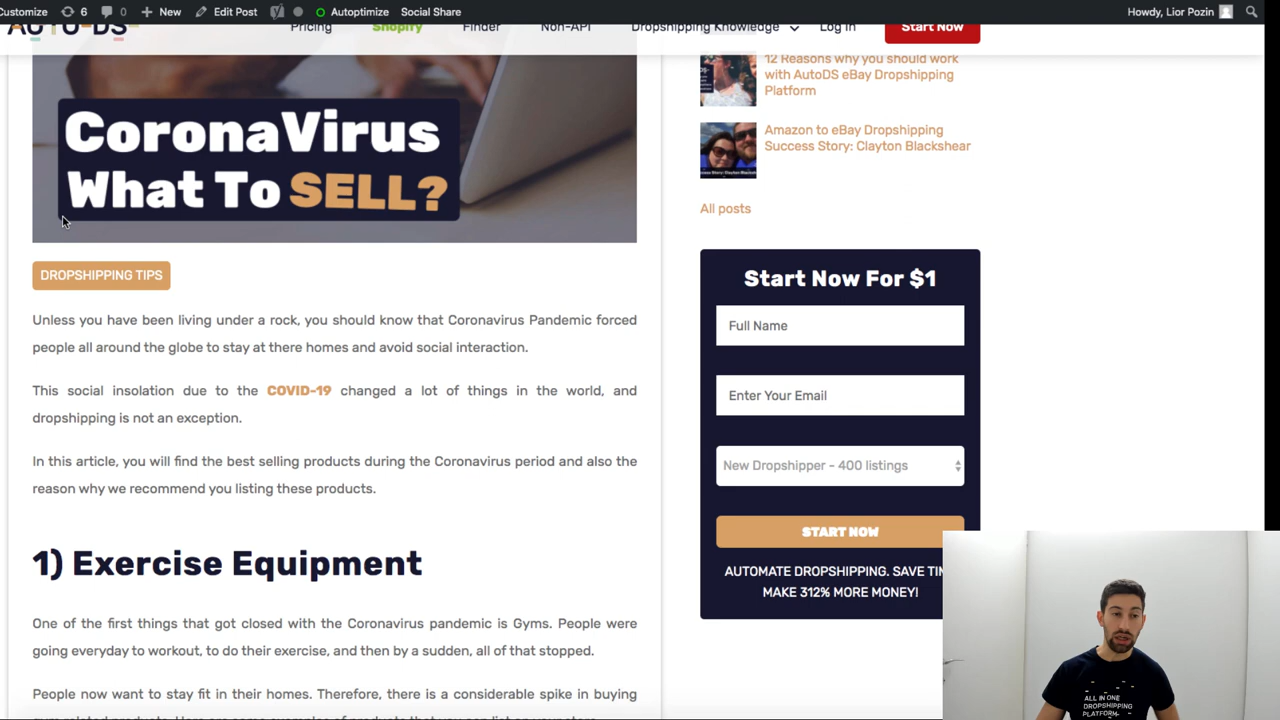 Customize 6 0 New Edit Post Autoptimize Social Share Howdy, Lior Pozin
AUTO-DS Pricing Shopify Finder Non-API Dropshipping Knowledge Log In Start Now
CoronaVirus
What To SELL?
DROPSHIPPING TIPS
Unless you have been living under a rock, you should know that Coronavirus Pandemic forced
people all around the globe to stay at there homes and avoid social interaction.
This social insolation due to the COVID-19 changed a lot of things in the world, and
dropshipping is not an exception.
In this article, you will find the best selling products during the Coronavirus period and also the
reason why we recommend you listing these products.
1) Exercise Equipment
One of the first things that got closed with the Coronavirus pandemic is Gyms. People were
going everyday to workout, to do their exercise, and then by a sudden, all of that stopped.
People now want to stay fit in their homes. Therefore, there is a considerable spike in buying
12 Reasons why you should work
with AutoDS eBay Dropshipping
Platform
Amazon to eBay Dropshipping
Success Story: Clayton Blackshear
All posts
Start Now For $1
Full Name
Enter Your Email
New Dropshipper - 400 listings
START NOW
AUTOMATE DROPSHIPPING. SAVE
MAKE 312% MORE MONEY!
ALL IN ONE
DROPSHIPPING
PLATFORM